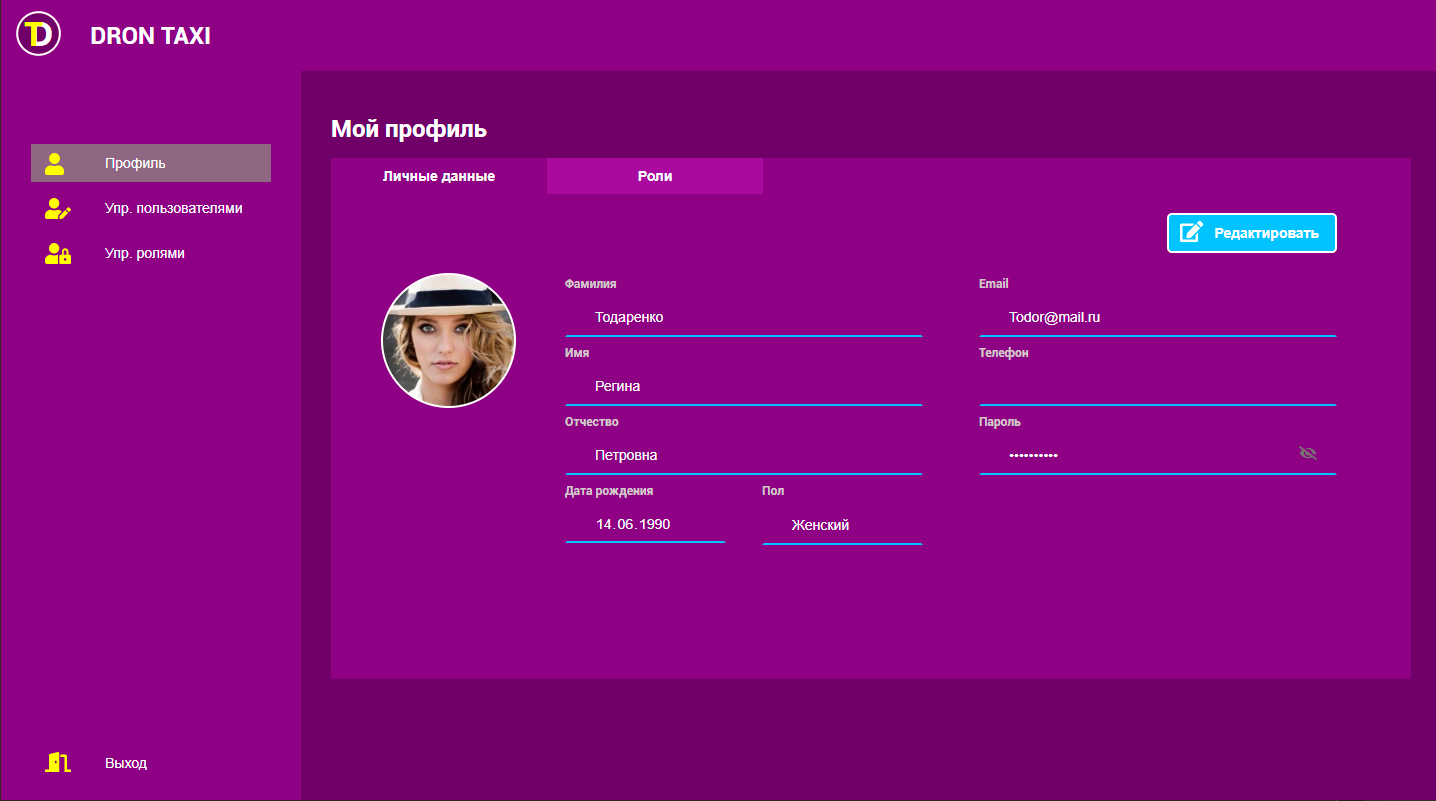 TD DRON TAXI
Профиль
Упр. пользователями
Упр. ролями
Выход
Мой профиль
Личные данные Роли
Редактировать
Фамилия
Тодаренко
Имя
Регина
Отчество
Петровна
Дата рождения Пол
14.06.1990 Женский
Email
Todor@mail.ru
Телефон
Пароль
••••••••••